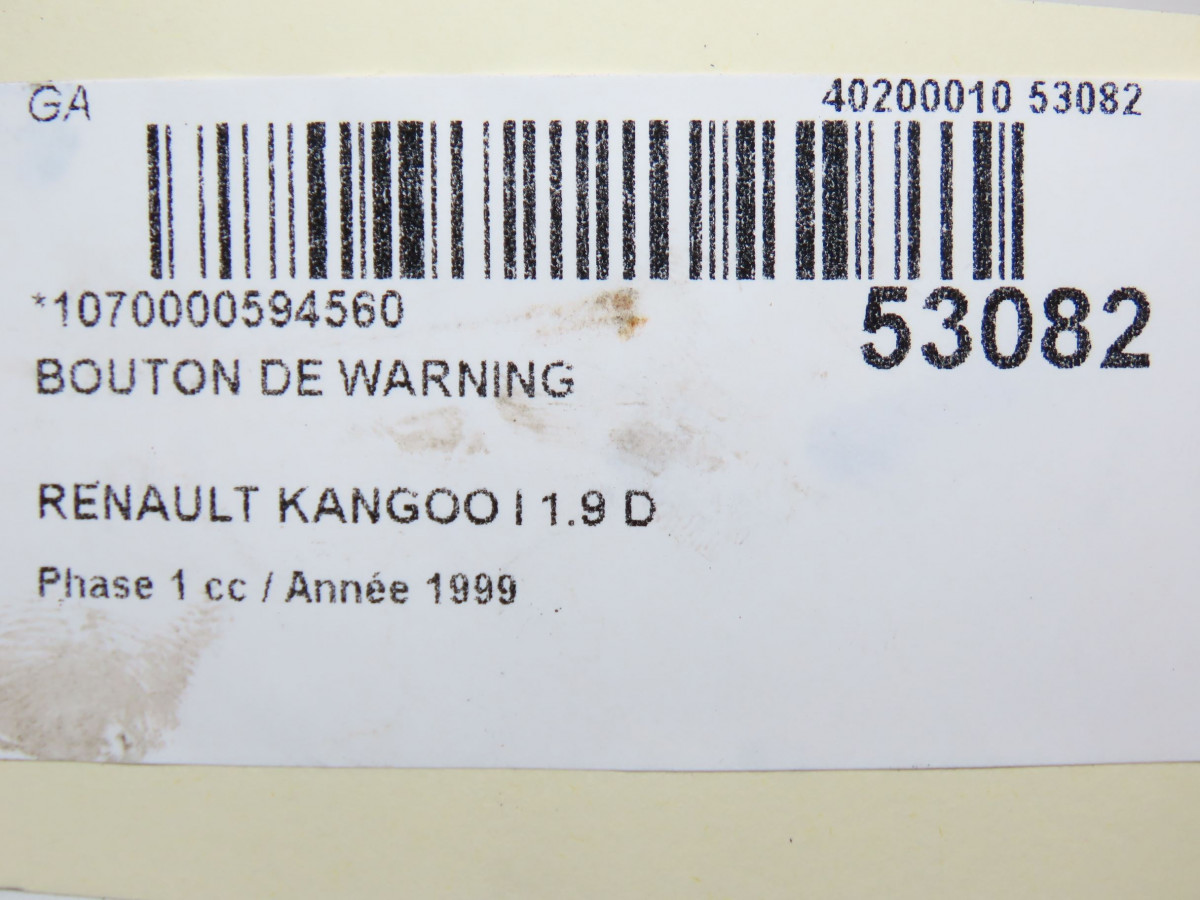 GA
40200010 53082
*1070000594560
53082
BOUTON DE WARNING
RENAULT KANGOO I 1.9 D
Phase 1 cc / Année 1999